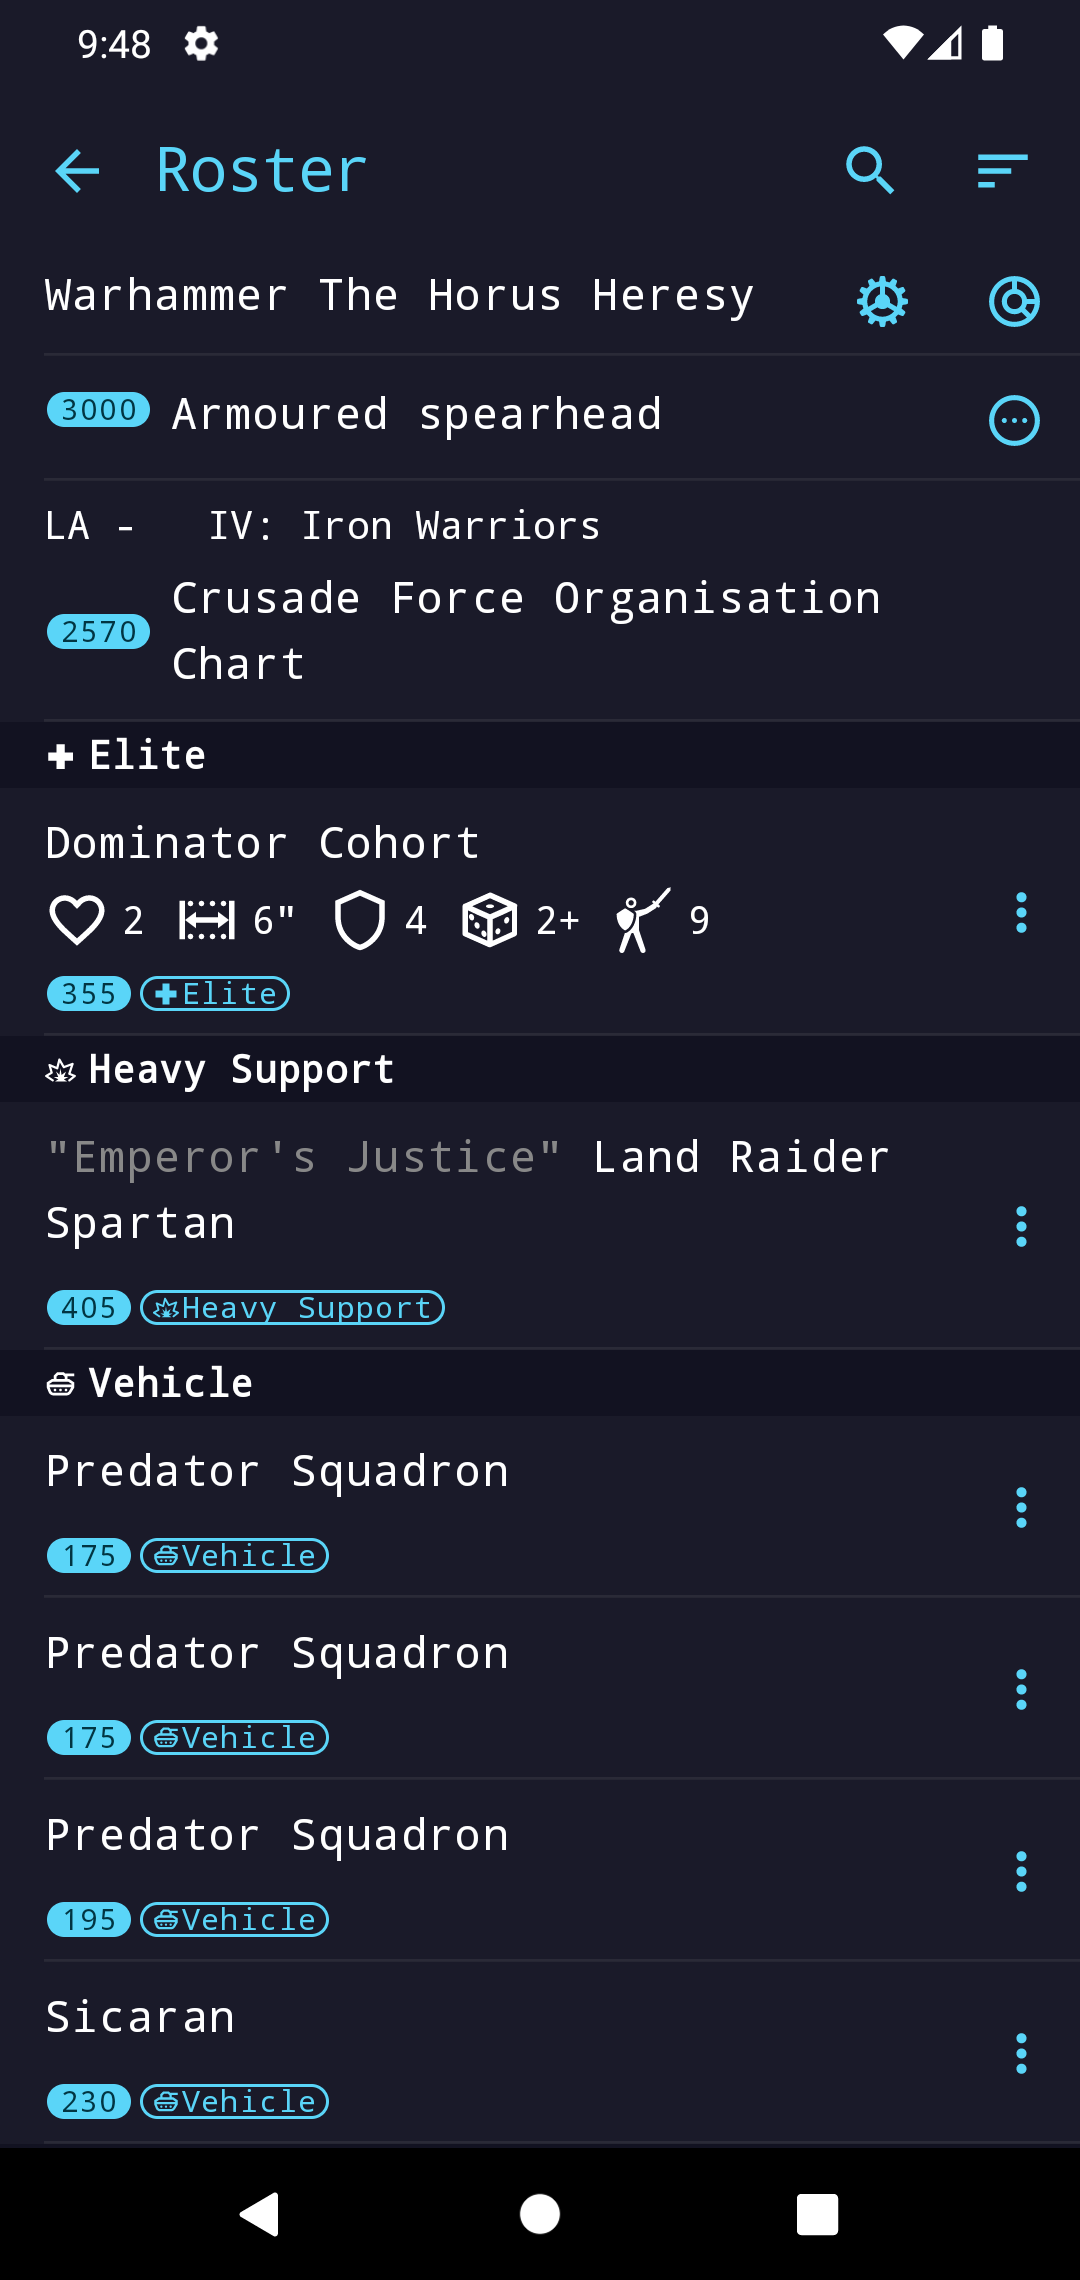 9:48
Roster
Warhammer The Horus Heresy
3000 Armoured spearhead
LA -   IV: Iron Warriors
2570 Crusade Force Organisation
Chart
Elite
Dominator Cohort
2 6" 4 2+ 9
355 Elite
Heavy Support
"Emperor's Justice" Land Raider
Spartan
405 Heavy Support
Vehicle
Predator Squadron
175 Vehicle
Predator Squadron
175 Vehicle
Predator Squadron
195 Vehicle
Sicaran
230 Vehicle